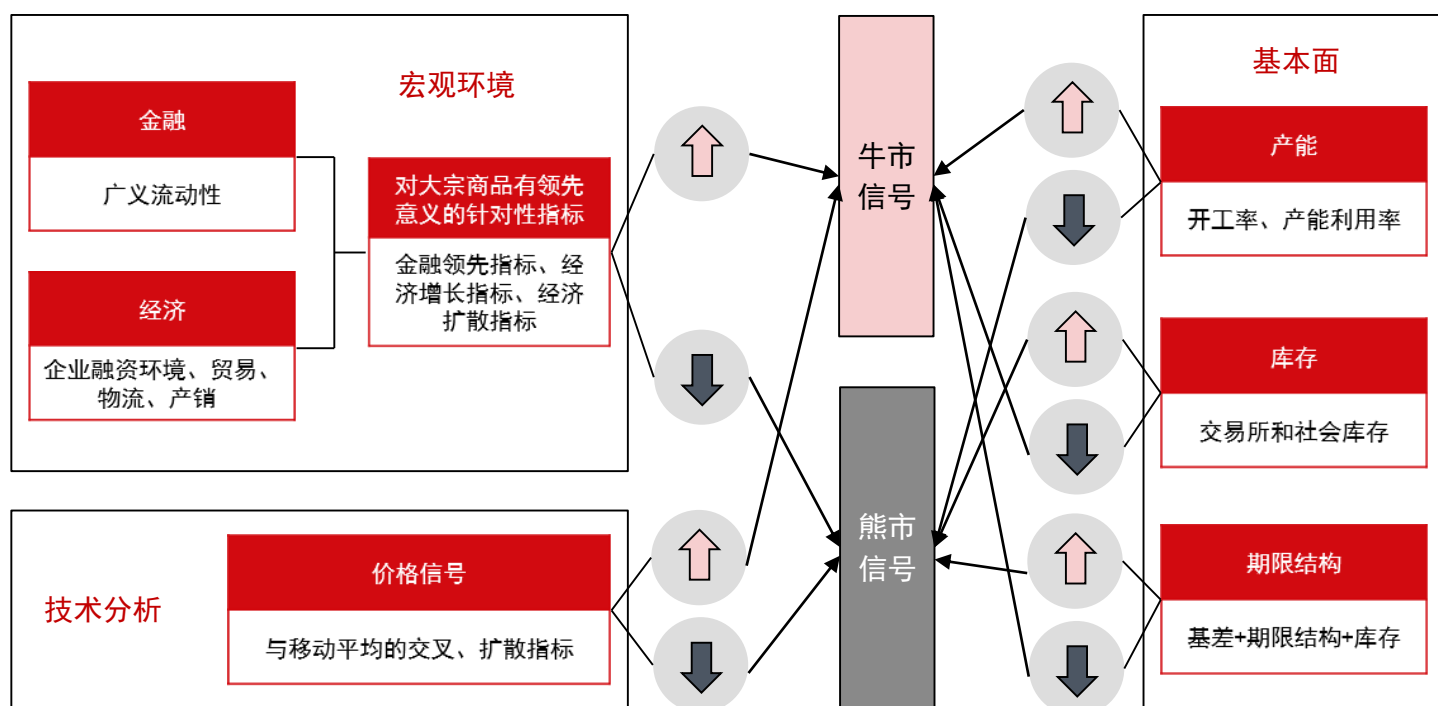 宏观环境
金融
广义流动性
经济
企业融资环境、贸易、
物流、产销
对大宗商品有领先
意义的针对性指标
金融领先指标、经
济增长指标、经济
扩散指标
技术分析
价格信号
与移动平均的交叉、扩散指标
牛市
信号
熊市
信号
基本面
产能
开工率、产能利用率
库存
交易所和社会库存
期限结构
基差+期限结构+库存